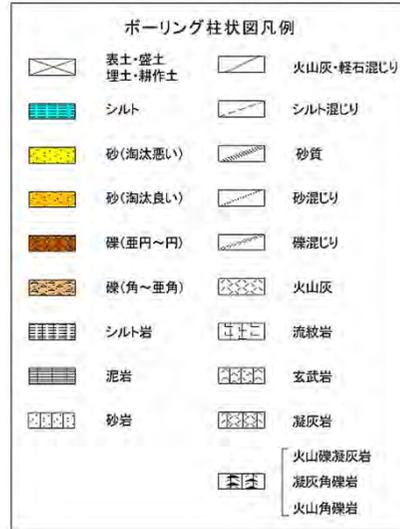 ボーリング柱状図凡例
表土・盛土
埋土・耕作土
シルト
砂(淘汰悪い)
砂(淘汰良い)
礫(亜円～円)
礫(角～亜角)
シルト岩
泥岩
砂岩
火山灰・軽石混じり
シルト混じり
砂質
砂混じり
礫混じり
火山灰
流紋岩
玄武岩
凝灰岩
火山礫凝灰岩
凝灰角礫岩
火山角礫岩